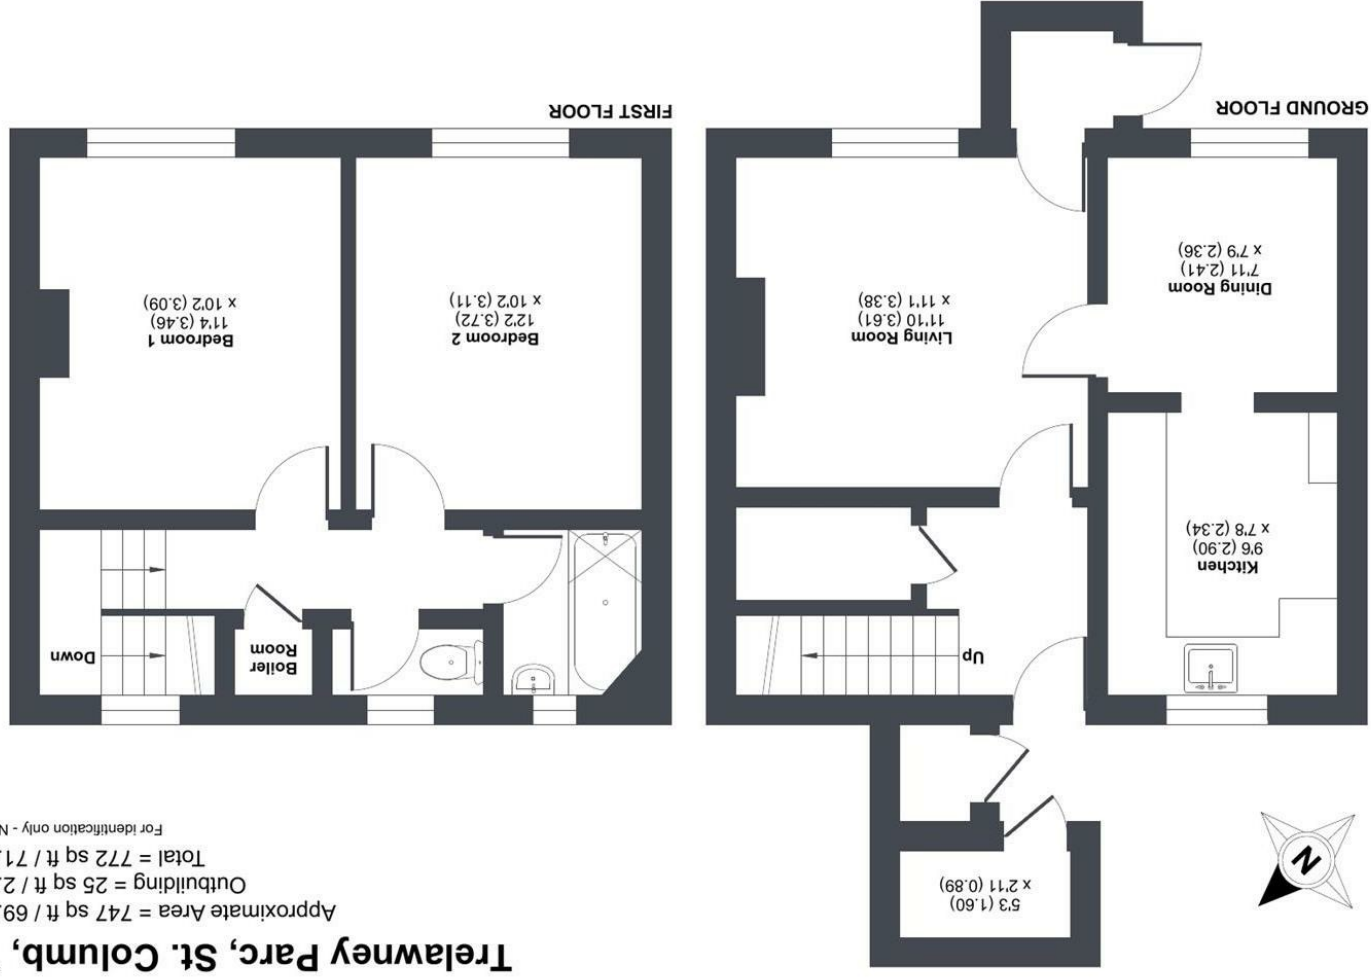 Trelawney Parc, St. Columb,
Approximate Area = 747 sq ft / 69.
Outbuilding = 25 sq ft / 2.
Total = 772 sq ft / 71.
For identification only - N
N
5'3 (1.60)
x 2'11 (0.89)
Up
Kitchen
9'6 (2.90)
x 7'8 (2.34)
Living Room
11'10 (3.61)
x 11'1 (3.38)
Dining Room
7'11 (2.41)
x 7'9 (2.36)
GROUND FLOOR
Down
Boiler
Room
Bedroom 2
12'2 (3.72)
x 10'2 (3.11)
Bedroom 1
11'4 (3.46)
x 10'2 (3.09)
FIRST FLOOR